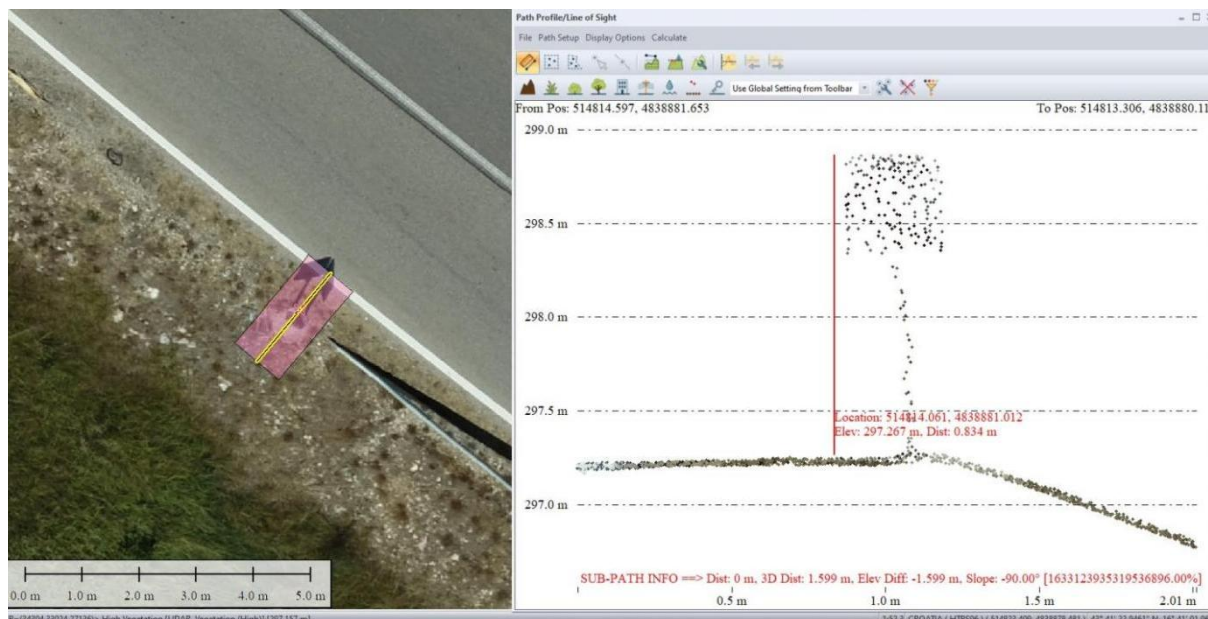 Path Profile/Line of Sight
File Path Setup Display Options Calculate
Use Global Setting from Toolbar
From Pos: 514814.597, 4838881.653
To Pos: 514813.306, 4838880.11
299.0 m
298.5 m
298.0 m
297.5 m
Location: 514814.061, 4838881.012
Elev: 297.267 m, Dist: 0.834 m
297.0 m
SUB-PATH INFO ==> Dist: 0 m, 3D Dist: 1.599 m, Elev Diff: -1.599 m, Slope: -90.00° [1633123935319536896.00%]
0.5 m 1.0 m 1.5 m 2.01 m
0.0 m 1.0 m 2.0 m 3.0 m 4.0 m 5.0 m